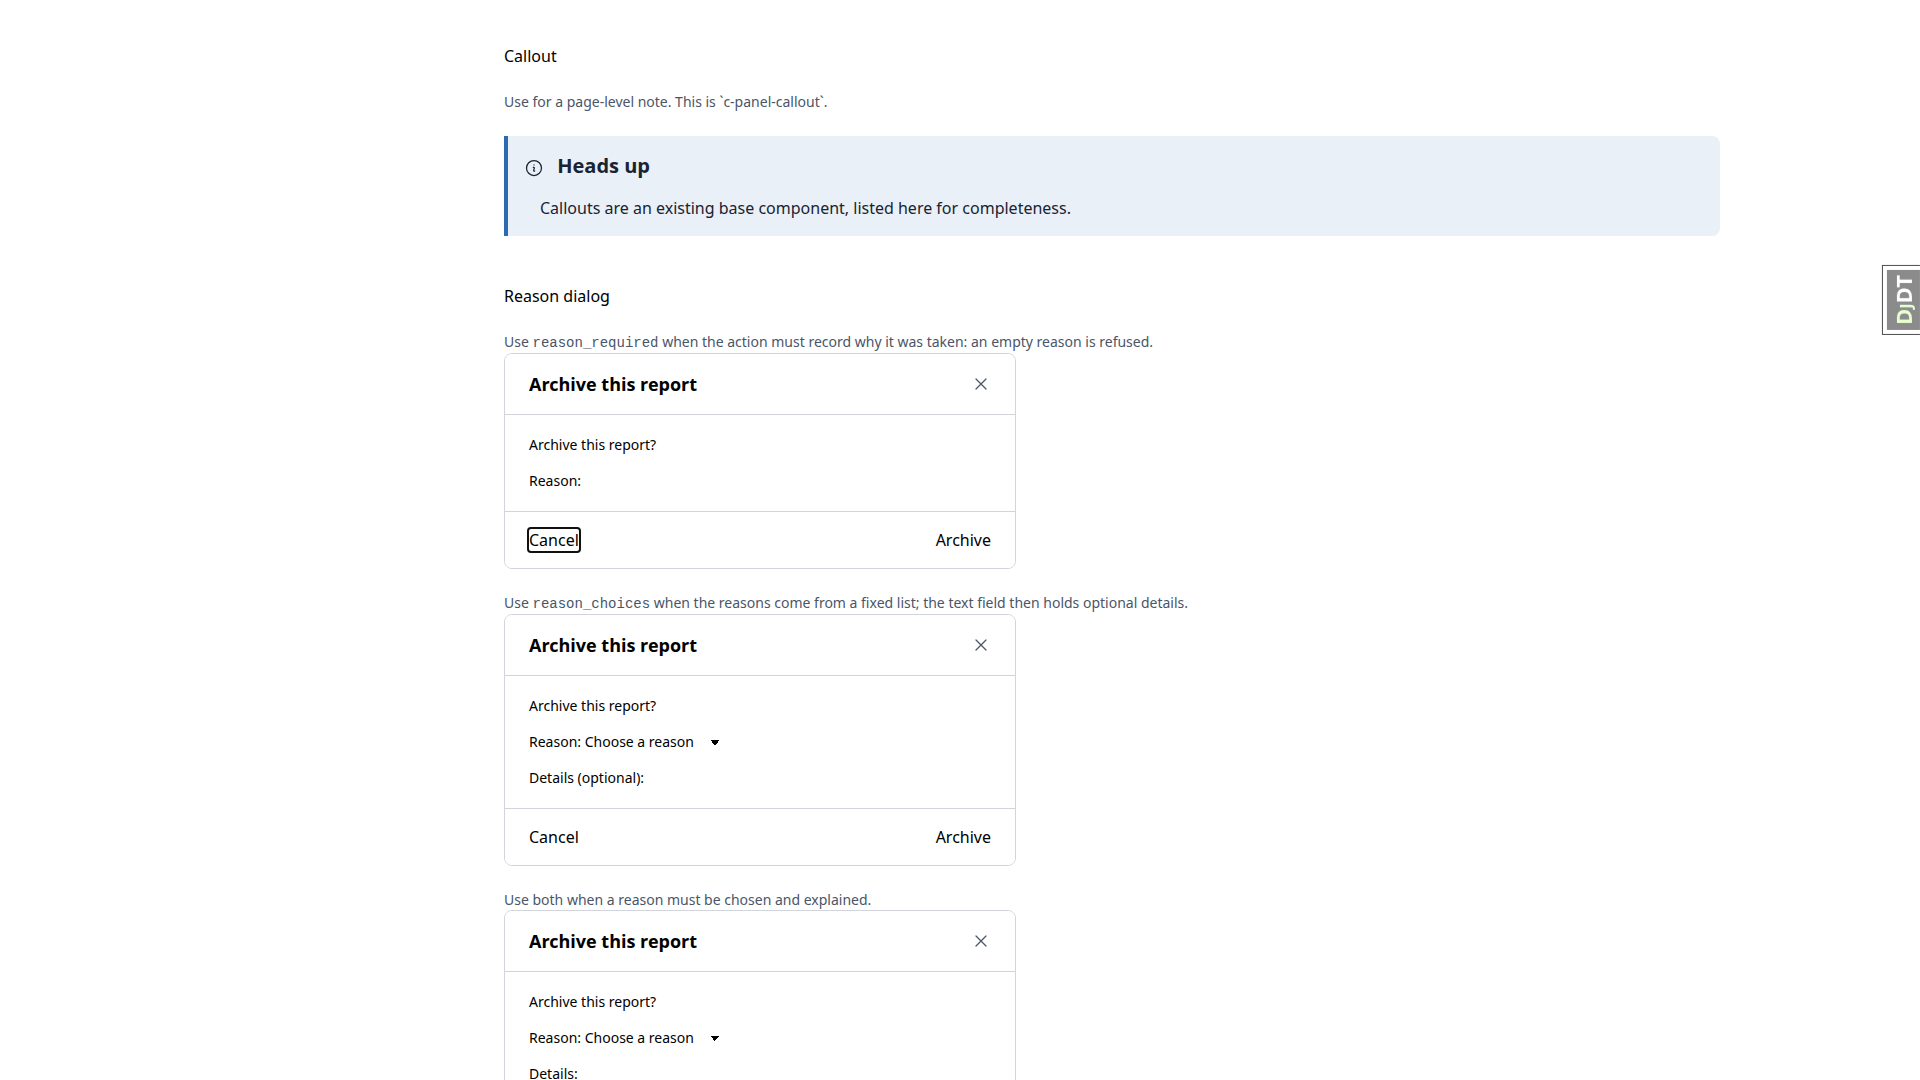 Callout
Use for a page-level note. This is `c-panel-callout`.
Heads up
Callouts are an existing base component, listed here for completeness.
DjDT
Reason dialog
Use reason_required when the action must record why it was taken: an empty reason is refused.
Archive this report
Archive this report?
Reason:
Cancel Archive
Use reason_choices when the reasons come from a fixed list; the text field then holds optional details.
Archive this report
Archive this report?
Reason: Choose a reason
Details (optional):
Cancel Archive
Use both when a reason must be chosen and explained.
Archive this report
Archive this report?
Reason: Choose a reason
Details: